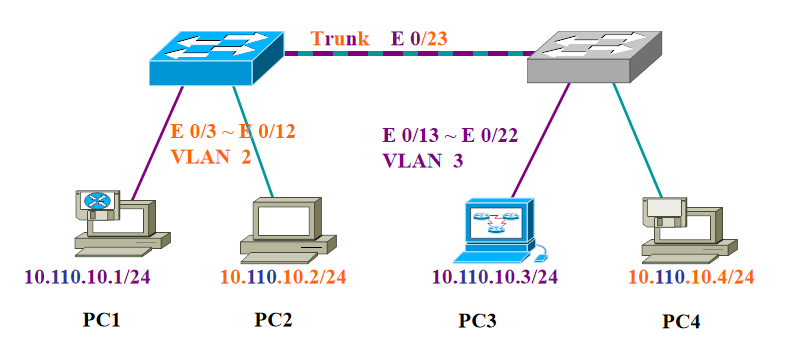 Trunk E 0/23
E 0/3 ~ E 0/12
VLAN 2
E 0/13 ~ E 0/22
VLAN 3
10.110.10.1/24
10.110.10.2/24
10.110.10.3/24
10.110.10.4/24
PC1
PC2
PC3
PC4